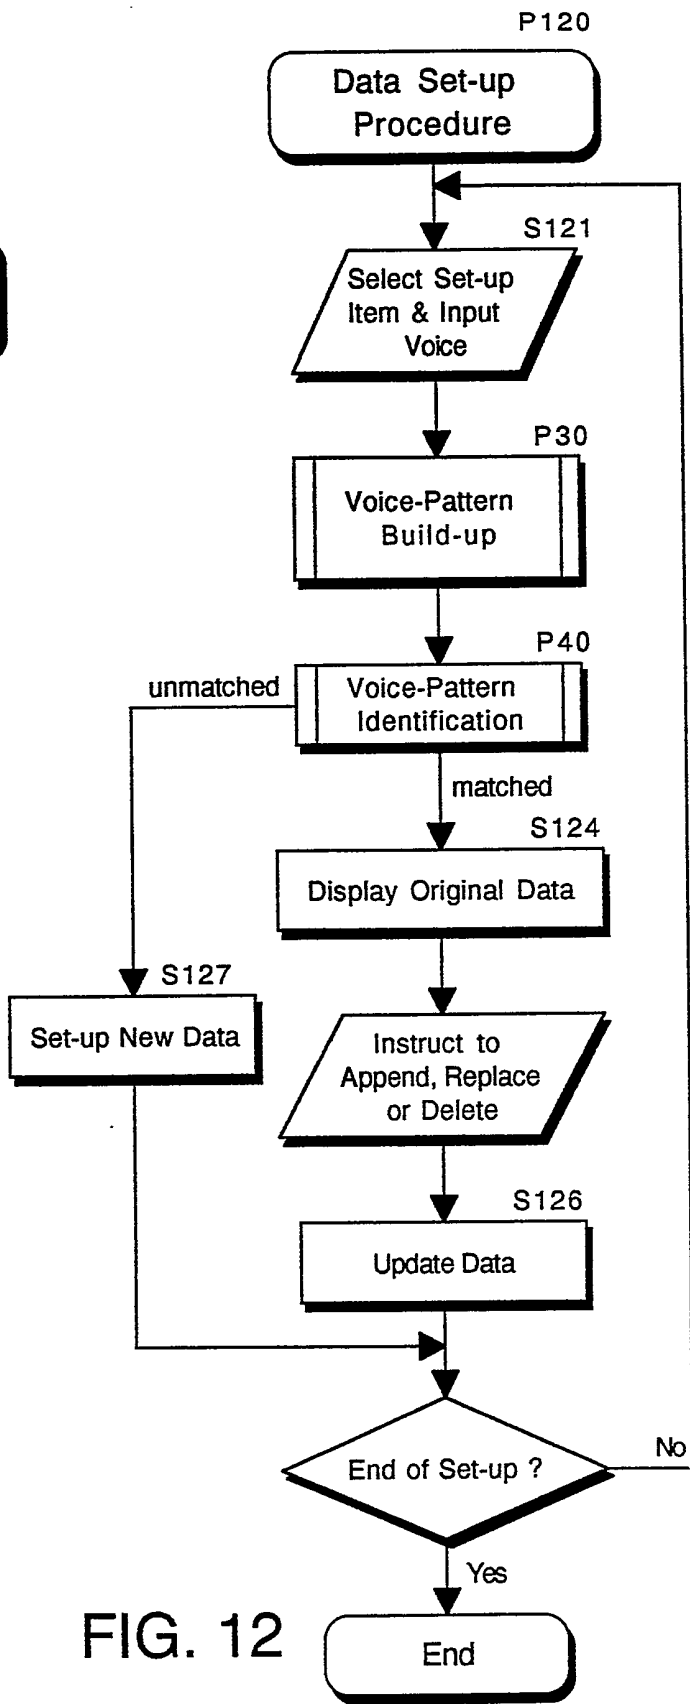 P120
Data Set-up
Procedure
S121
Select Set-up
Item & Input
Voice
P30
Voice-Pattern
Build-up
P40
unmatched
Voice-Pattern
Identification
matched
S124
Display Original Data
S127
Set-up New Data
Instruct to
Append, Replace
or Delete
S126
Update Data
End of Set-up ?
No
Yes
FIG. 12
End